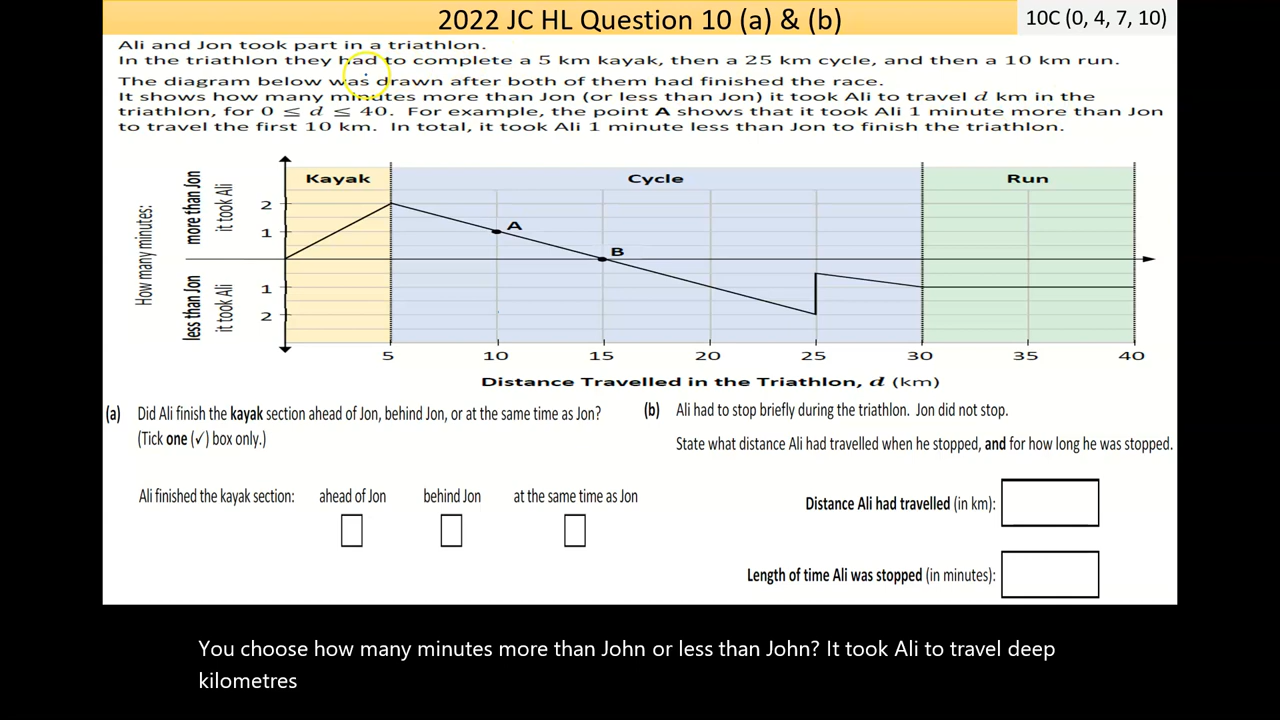 2022 JC HL Question 10 (a) & (b)
10C (0, 4, 7, 10)
Ali and Jon took part in a triathlon.
In the triathlon they had to complete a 5 km kayak, then a 25 km cycle, and then a 10 km run.
The diagram below was drawn after both of them had finished the race.
It shows how many minutes more than Jon (or less than Jon) it took Ali to travel d km in the
triathlon, for 0 ≤ d ≤ 40. For example, the point A shows that it took Ali 1 minute more than Jon
to travel the first 10 km. In total, it took Ali 1 minute less than Jon to finish the triathlon.
How many minutes:
more than Jon
it took Ali
less than Jon
it took Ali
Kayak
Cycle
Run
2
1
1
2
A
B
5 10 15 20 25 30 35 40
Distance Travelled in the Triathlon, d (km)
(a) Did Ali finish the kayak section ahead of Jon, behind Jon, or at the same time as Jon?
(Tick one (✓) box only.)
Ali finished the kayak section: ahead of Jon behind Jon at the same time as Jon
(b) Ali had to stop briefly during the triathlon. Jon did not stop.
State what distance Ali had travelled when he stopped, and for how long he was stopped.
Distance Ali had travelled (in km):
Length of time Ali was stopped (in minutes):
You choose how many minutes more than John or less than John? It took Ali to travel deep
kilometres